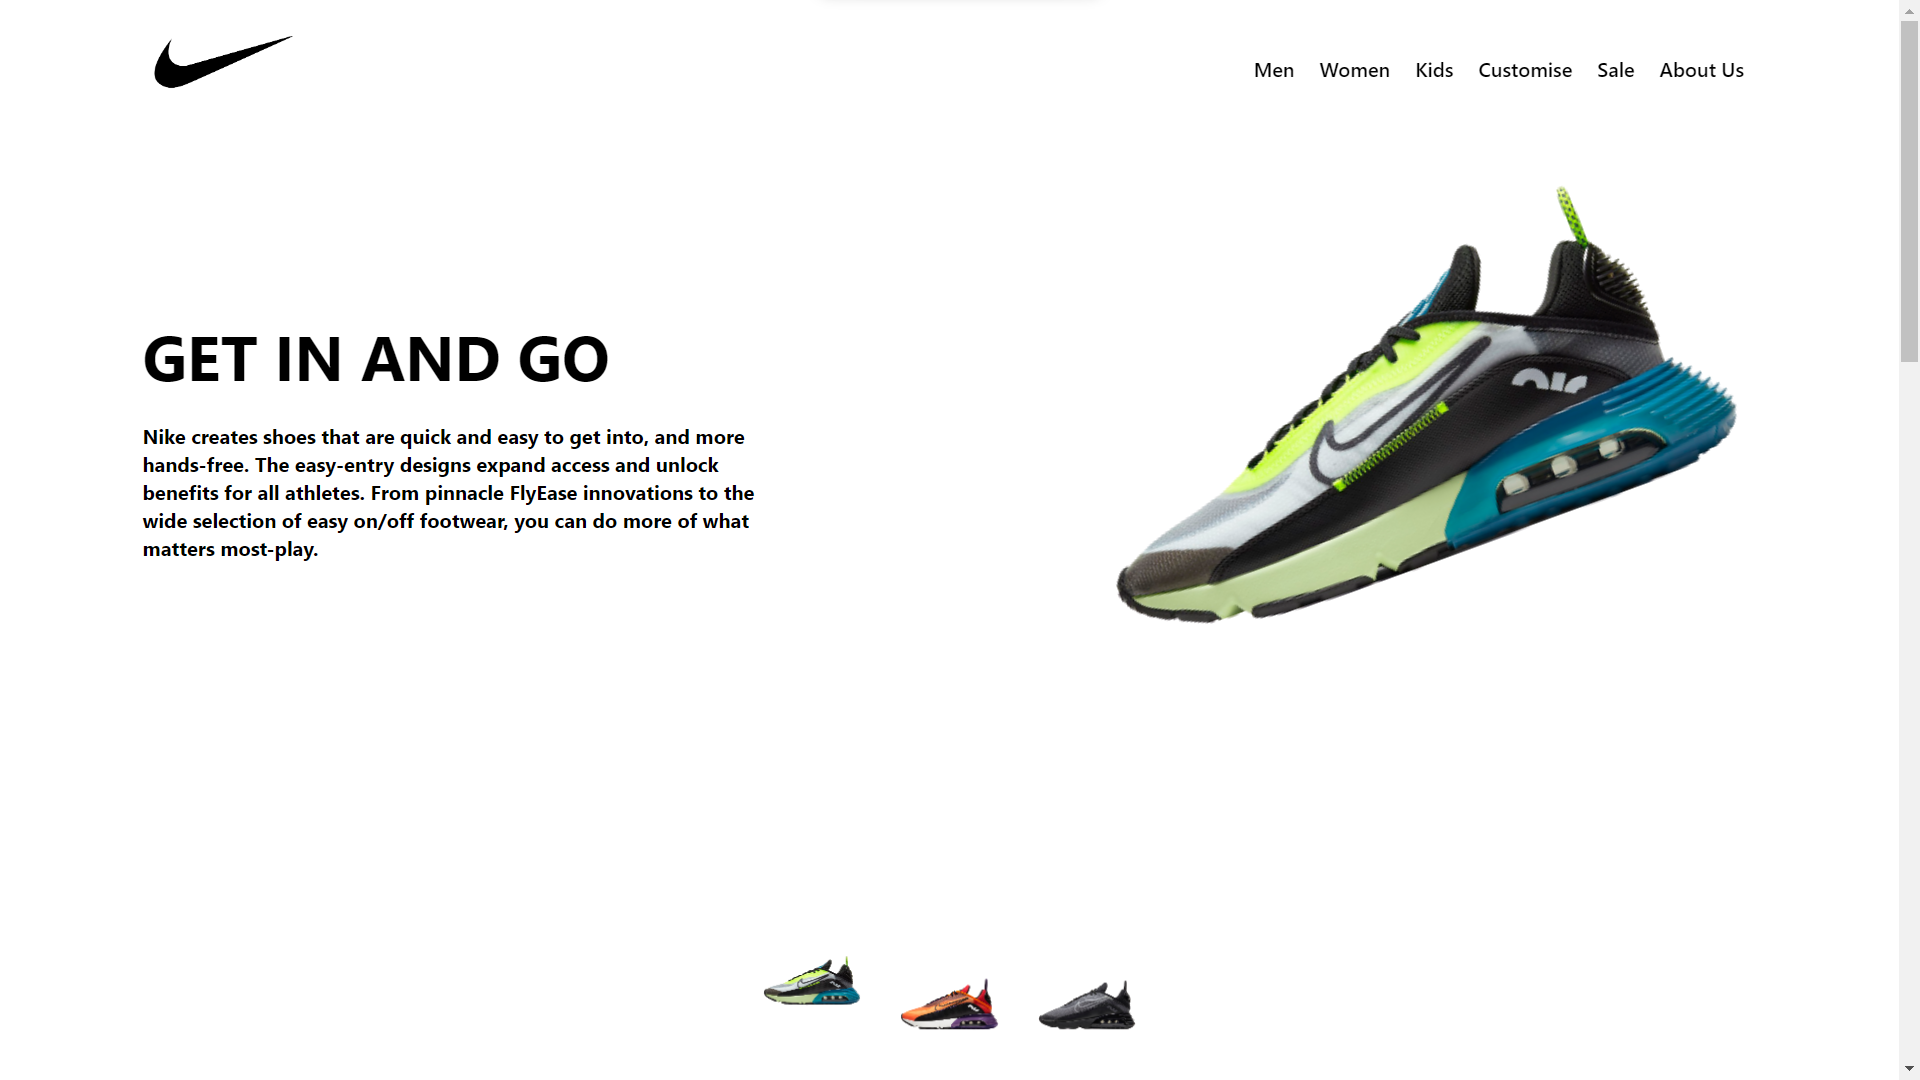 Men Women Kids Customise Sale About Us
GET IN AND GO
Nike creates shoes that are quick and easy to get into, and more
hands-free. The easy-entry designs expand access and unlock
benefits for all athletes. From pinnacle FlyEase innovations to the
wide selection of easy on/off footwear, you can do more of what
matters most-play.